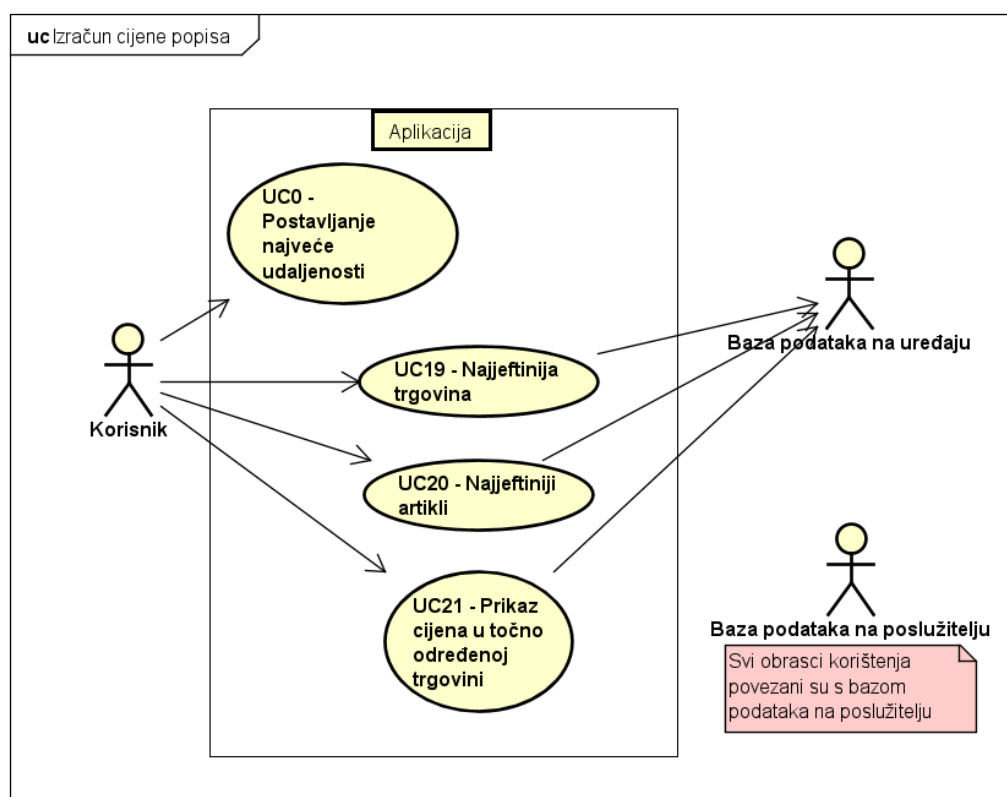 uc Izračun cijene popisa
Aplikacija
UC0 -
Postavljanje
najveće
udaljenosti
UC19 - Najjeftinija
trgovina
UC20 - Najjeftiniji
artikli
UC21 - Prikaz
cijena u točno
određenoj
trgovini
Korisnik
Baza podataka na uređaju
Baza podataka na poslužitelju
Svi obrasci korištenja
povezani su s bazom
podataka na poslužitelju